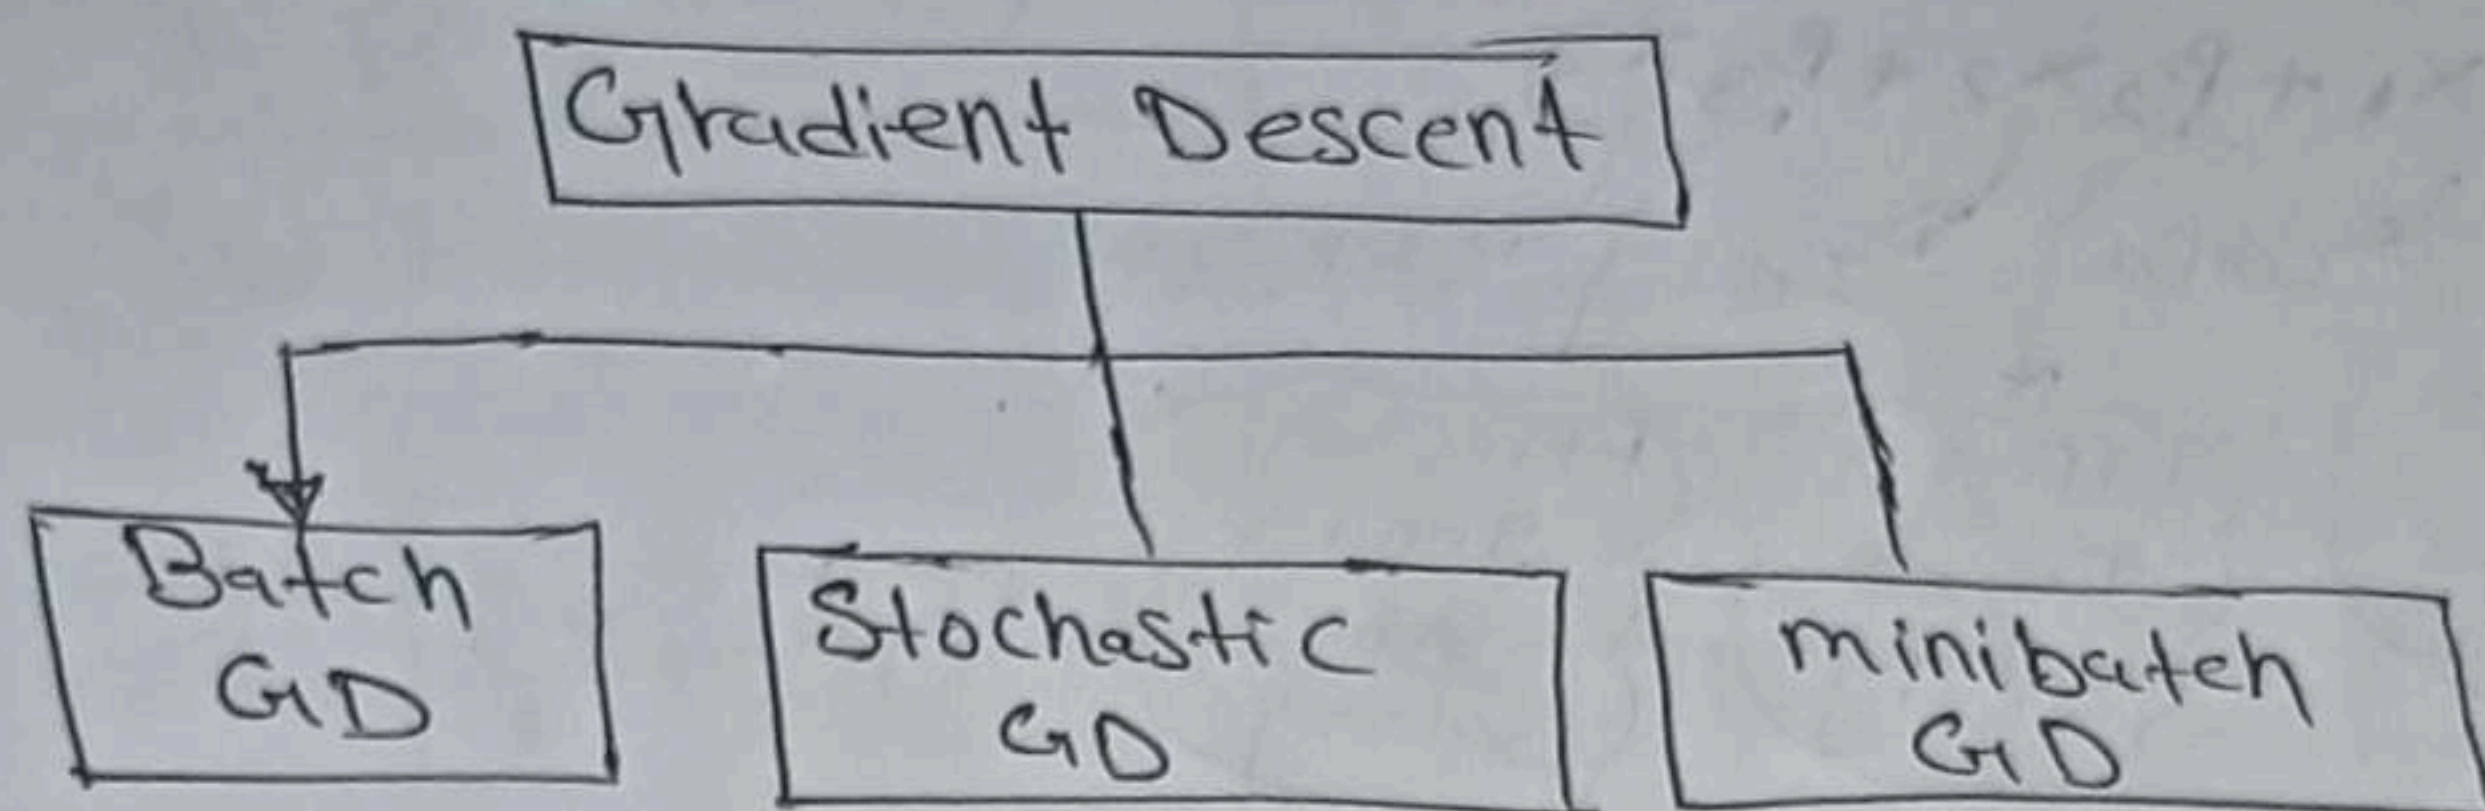 Gradient Descent
Batch
GD
Stochastic
GD
minibatch
GD